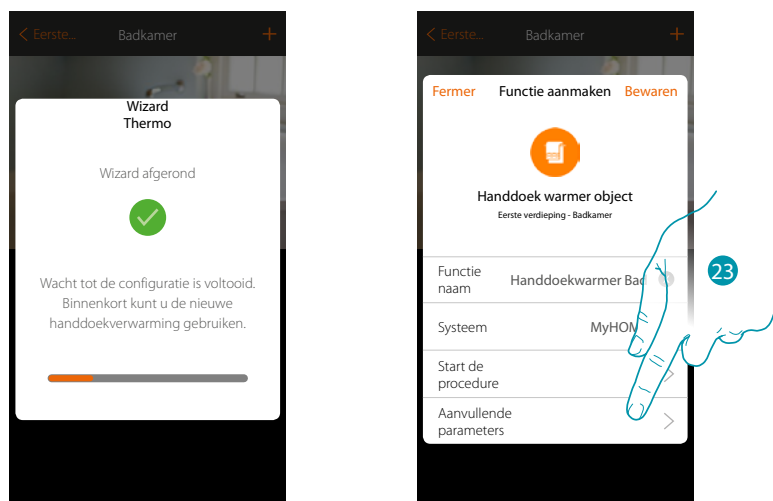 Eerste...
Badkamer
Wizard
Thermo
Wizard afgerond
Wacht tot de configuratie is voltooid.
Binnenkort kunt u de nieuwe
handdoekverwarming gebruiken.
Eerste...
Badkamer
Fermer Functie aanmaken Bewaren
Handdoek warmer object
Eerste verdieping - Badkamer
Functie
naam
Handdoekwarmer Bad
Systeem
Start de
procedure
Aanvullende
parameters
23